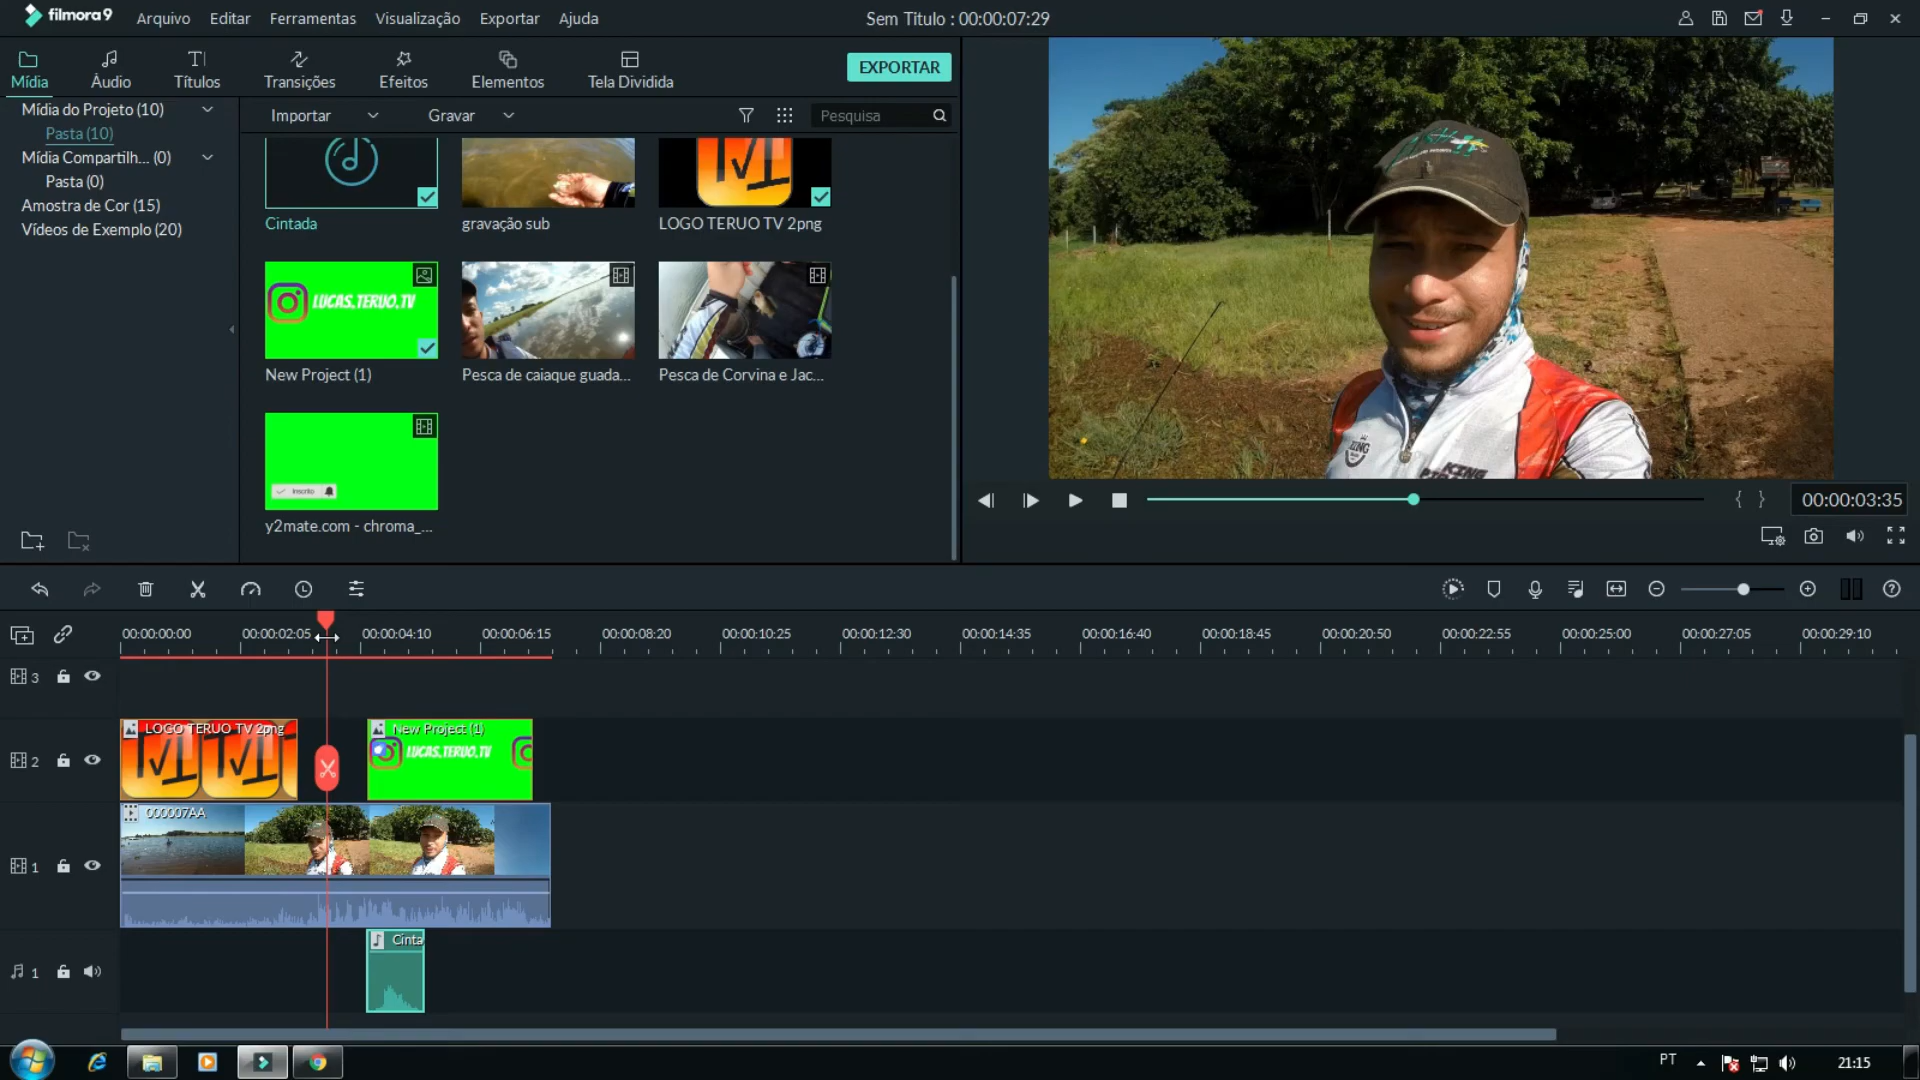 filmora9 Arquivo Editar Ferramentas Visualização Exportar Ajuda Sem Titulo : 00:00:07:29
Mídia Áudio Títulos Transições Efeitos Elementos Tela Dividida EXPORTAR
Mídia do Projeto (10)
Pasta (10)
Mídia Compartilh... (0)
Pasta (0)
Amostra de Cor (15)
Vídeos de Exemplo (20)
Importar Gravar Pesquisa
Cintada gravação sub LOGO TERUO TV 2png
LUCAS.TERUO.TV
New Project (1) Pesca de caiaque guada... Pesca de Corvina e Jac...
Inscrito
y2mate.com - chroma_...
KING
KING
00:00:03:35
00:00:00:00 00:00:02:05 00:00:04:10 00:00:06:15 00:00:08:20 00:00:10:25 00:00:12:30 00:00:14:35 00:00:16:40 00:00:18:45 00:00:20:50 00:00:22:55 00:00:25:00 00:00:27:05 00:00:29:10
3
2 LOGO TERUO TV 2png New Project (1)
LUCAS.TERUO.TV
1 000007AA
1 Cinta
PT 21:15